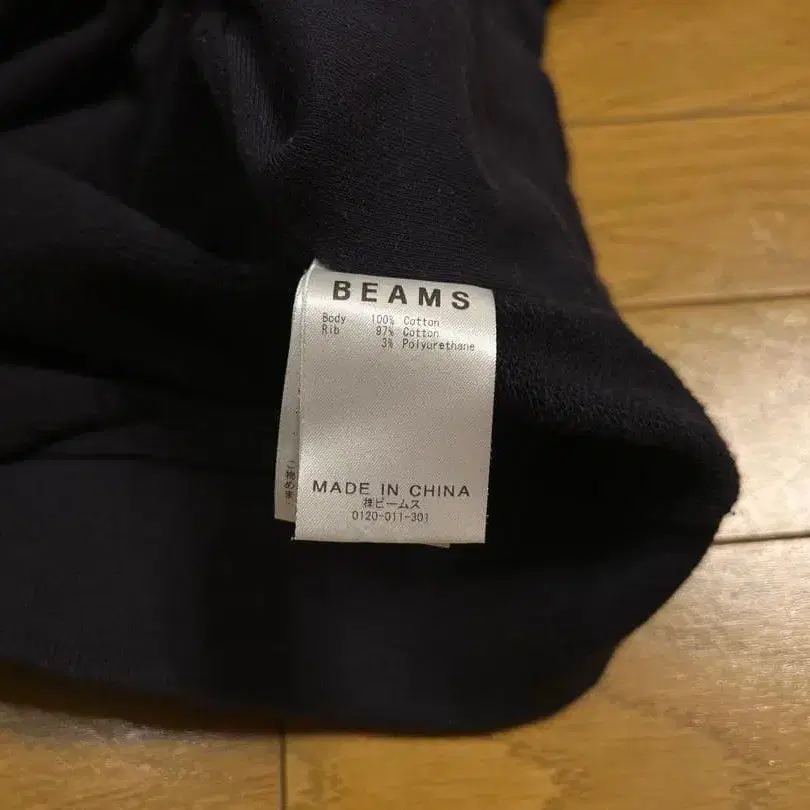 BEAMS
Body 100% Cotton
Rib 97% Cotton
3% Polyurethane
MADE IN CHINA
㈱ビームス
0120-011-301